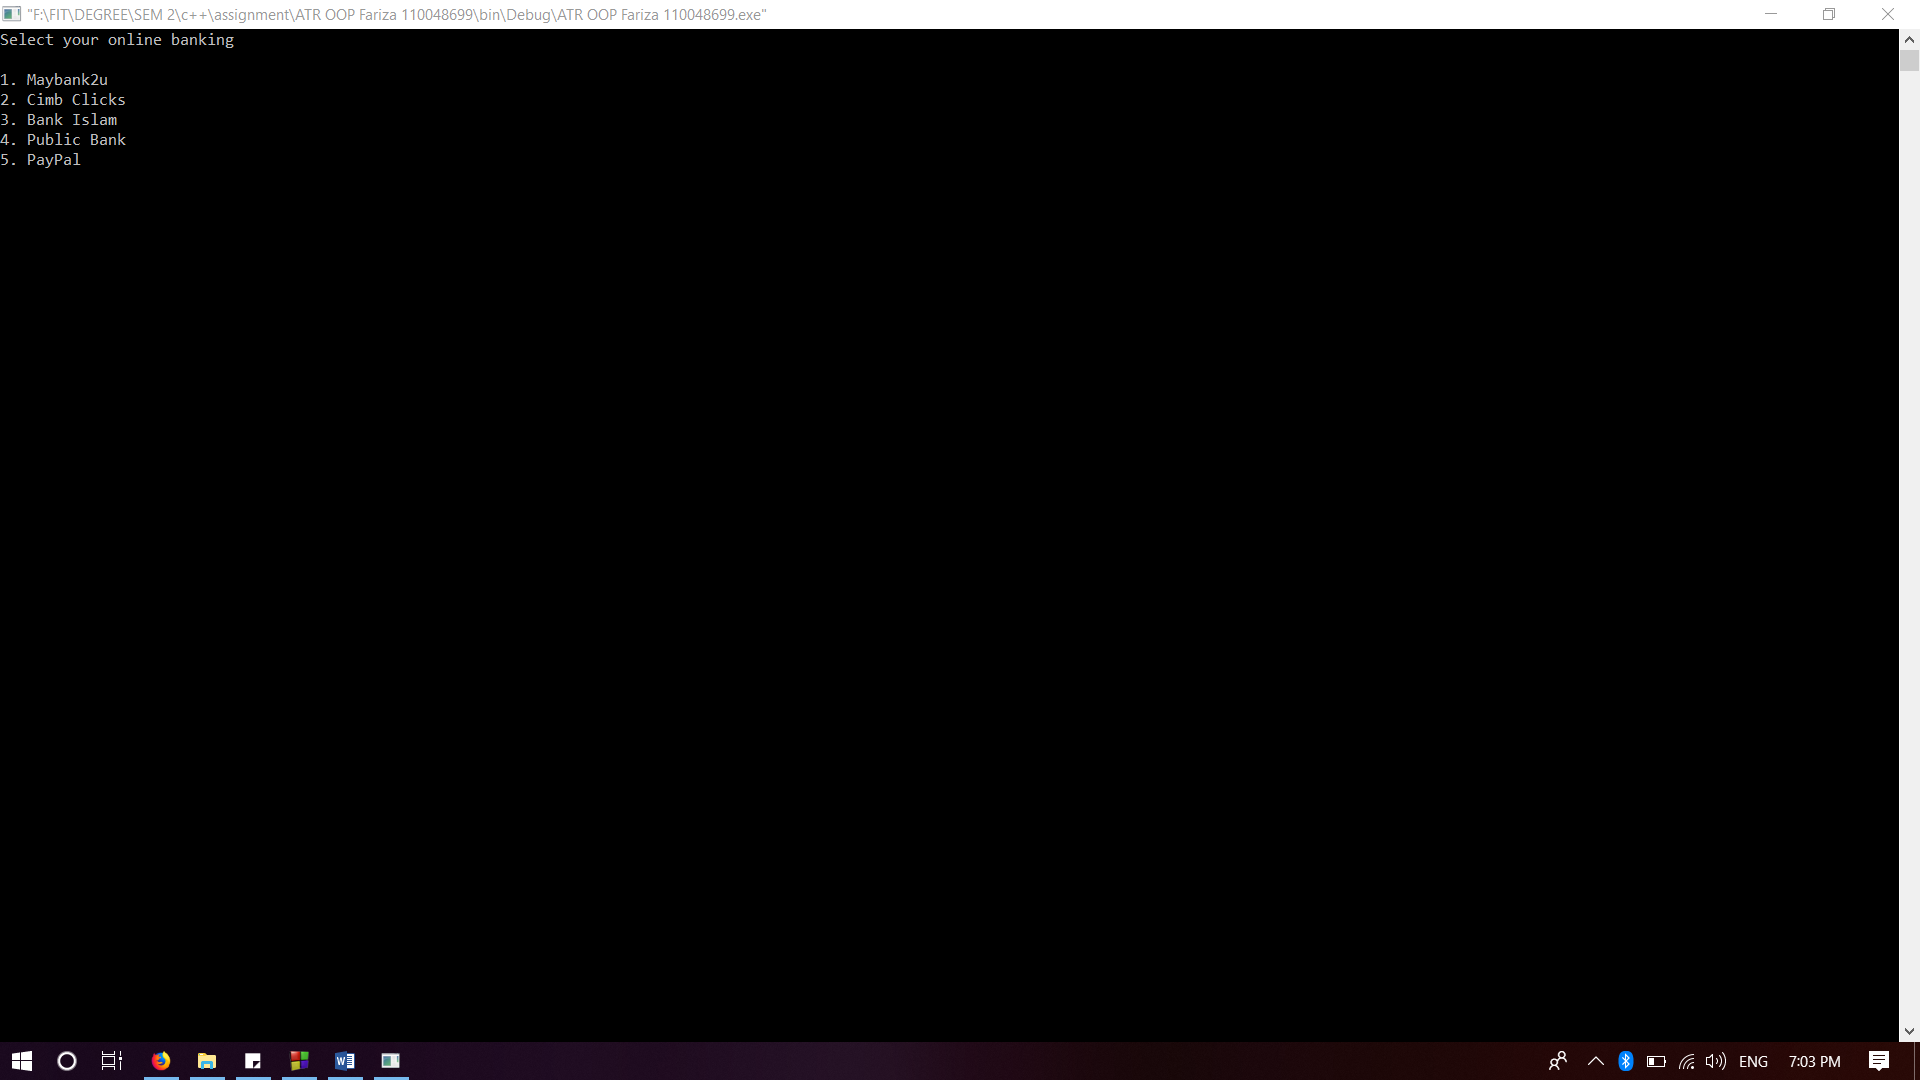 "F:\FIT\DEGREE\SEM 2\c++\assignment\ATR OOP Fariza 110048699\bin\Debug\ATR OOP Fariza 110048699.exe"
Select your online banking
1. Maybank2u
2. Cimb Clicks
3. Bank Islam
4. Public Bank
5. PayPal
ENG 7:03 PM